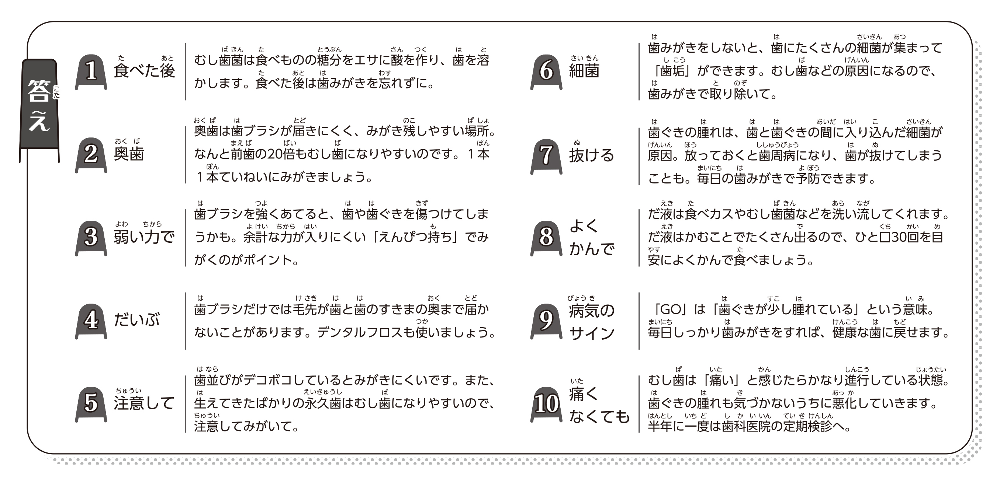 答え
こた
1
食べた後
むし歯菌は食べものの糖分をエサに酸を作り、歯を溶
かします。食べた後は歯みがきを忘れずに。
2
奥歯
奥歯は歯ブラシが届きにくく、みがき残しやすい場所。
なんと前歯の20倍もむし歯になりやすいのです。1本
1本ていねいにみがきましょう。
3
弱い力で
歯ブラシを強くあてると、歯や歯ぐきを傷つけてしま
うかも。余計な力が入りにくい「えんぴつ持ち」でみ
がくのがポイント。
4
だいぶ
歯ブラシだけでは毛先が歯と歯のすきまの奥まで届か
ないことがあります。デンタルフロスも使いましょう。
5
注意して
歯並びがデコボコしているとみがきにくいです。また、
生えてきたばかりの永久歯はむし歯になりやすいので、
注意してみがいて。
6
細菌
歯みがきをしないと、歯にたくさんの細菌が集まって
「歯垢」ができます。むし歯などの原因になるので、
歯みがきで取り除いて。
7
抜ける
歯ぐきの腫れは、歯と歯ぐきの間に入り込んだ細菌が
原因。放っておくと歯周病になり、歯が抜けてしまう
ことも。毎日の歯みがきで予防できます。
8
よく
かんで
だ液は食べカスやむし歯菌などを洗い流してくれます。
だ液はかむことでたくさん出るので、ひと口30回を目
安によくかんで食べましょう。
9
病気の
サイン
「GO」は「歯ぐきが少し腫れている」という意味。
毎日しっかり歯みがきをすれば、健康な歯に戻せます。
10
痛く
なくても
むし歯は「痛い」と感じたらかなり進行している状態。
歯ぐきの腫れも気づかないうちに悪化していきます。
半年に一度は歯科医院の定期検診へ。